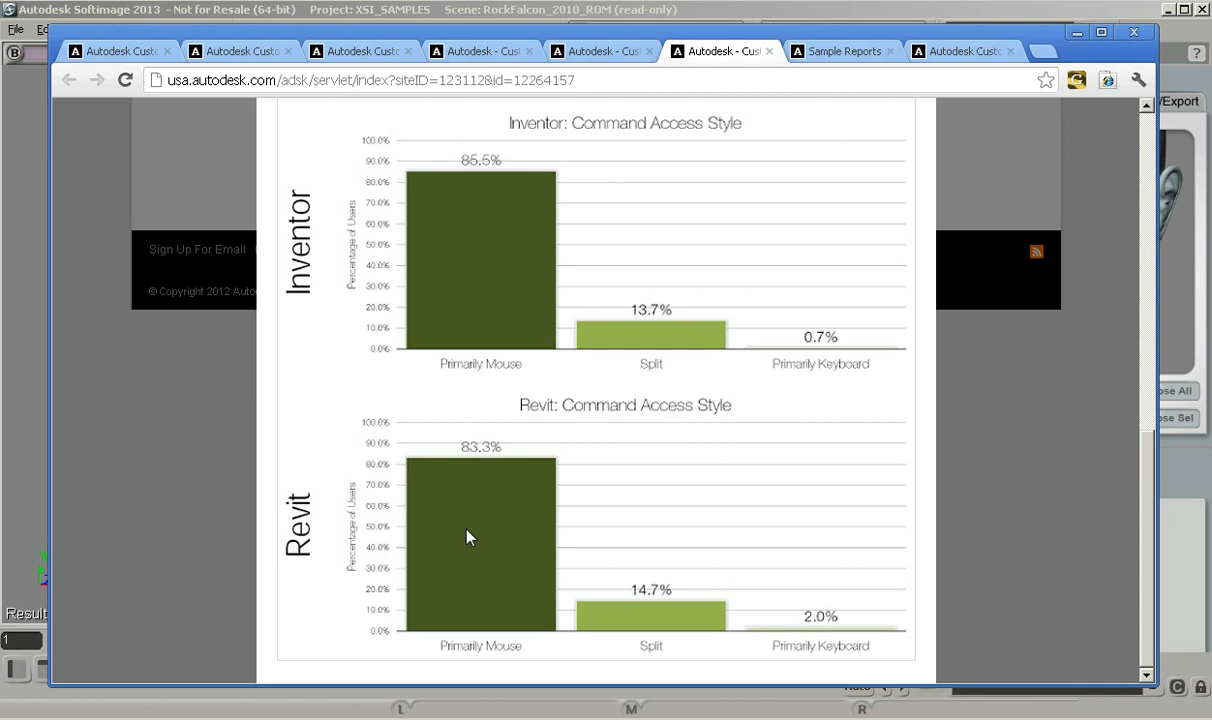 Autodesk Softimage 2013 - Not for Resale (64-bit) Project: XSI_SAMPLES Scene: RockFalcon_2010_ROM (read-only)
File
B
Autodesk Custo
Autodesk Custo
Autodesk Custo
Autodesk - Cust
Autodesk - Cust
Autodesk - Cust
Sample Reports
Autodesk Custo
usa.autodesk.com/adsk/servlet/index?siteID=123112&id=12264157
?
/Export
Inventor: Command Access Style
Inventor
Percentage of Users
100.0%
90.0%
80.0%
70.0%
60.0%
50.0%
40.0%
30.0%
20.0%
10.0%
0.0%
85.5%
13.7%
0.7%
Primarily Mouse
Split
Primarily Keyboard
Sign Up For Email
© Copyright 2012 Auto
Revit: Command Access Style
Revit
Percentage of Users
100.0%
90.0%
80.0%
70.0%
60.0%
50.0%
40.0%
30.0%
20.0%
10.0%
0.0%
83.3%
14.7%
2.0%
Primarily Mouse
Split
Primarily Keyboard
ose All
ose Sel
Result
1
L
M
R
C